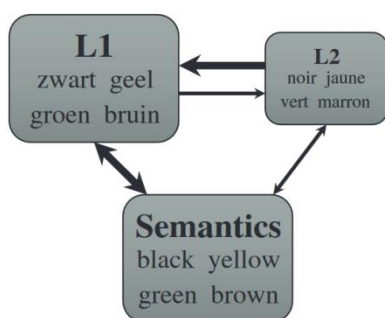 L1
zwart geel
groen bruin
L2
noir jaune
vert marron
Semantics
black yellow
green brown